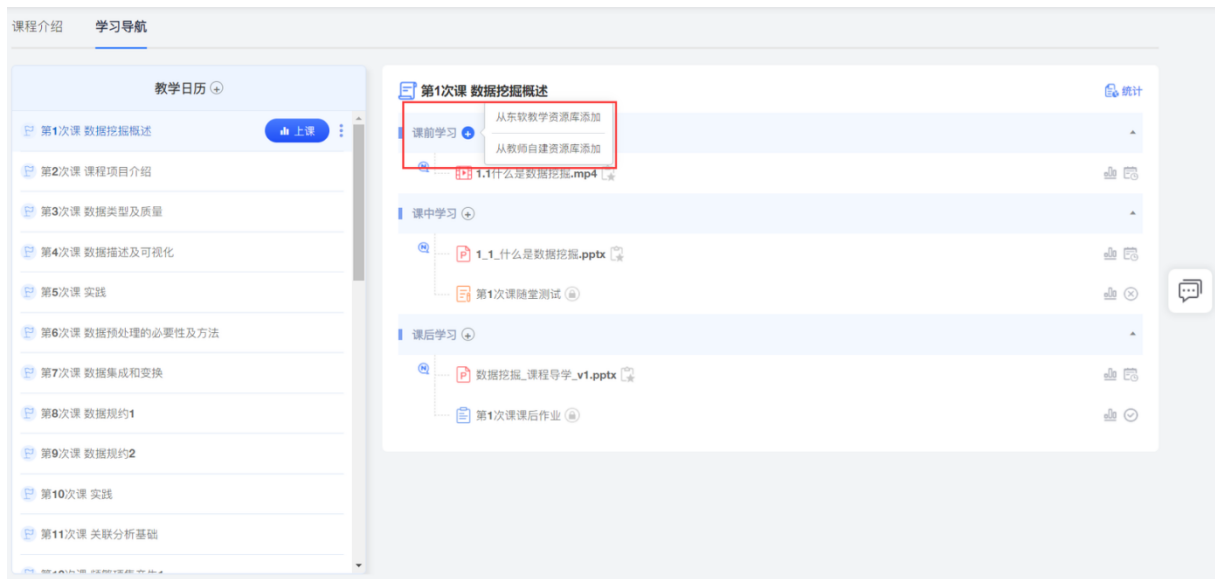 课程介绍 学习导航
教学日历
第1次课 数据挖掘概述 上课
第2次课 课程项目介绍
第3次课 数据类型及质量
第4次课 数据描述及可视化
第5次课 实践
第6次课 数据预处理的必要性及方法
第7次课 数据集成和变换
第8次课 数据规约1
第9次课 数据规约2
第10次课 实践
第11次课 关联分析基础
第1次课 数据挖掘概述 统计
从东软教学资源库添加
课前学习
从教师自建资源库添加
1.1什么是数据挖掘.mp4
课中学习
1_1_什么是数据挖掘.pptx
第1次课随堂测试
课后学习
数据挖掘_课程导学_v1.pptx
第1次课课后作业